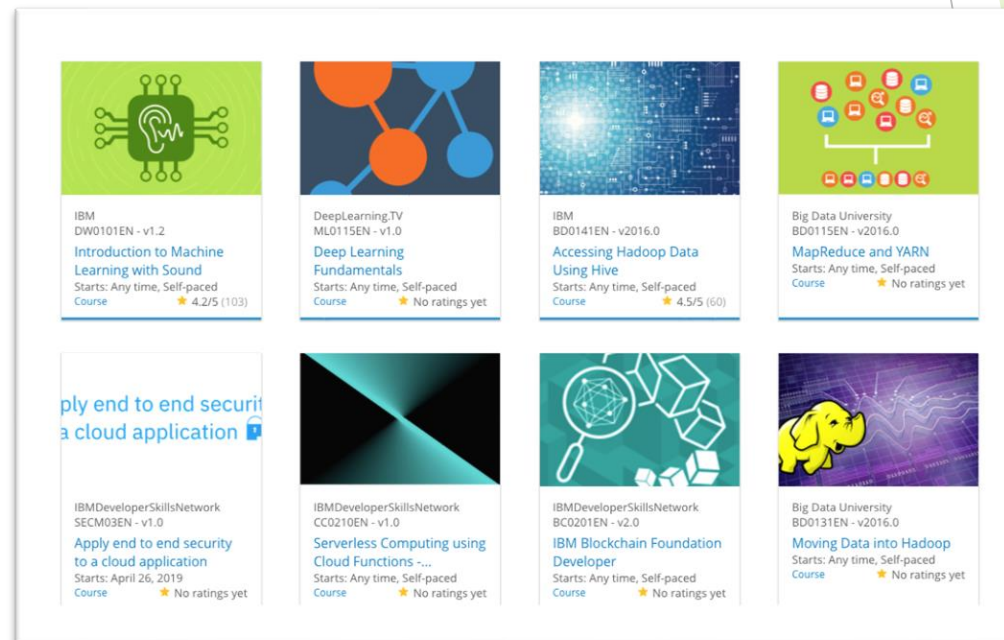 IBM
DW0101EN - v1.2
Introduction to Machine
Learning with Sound
Starts: Any time, Self-paced
Course 4.2/5 (103)
DeepLearning.TV
ML0115EN - v1.0
Deep Learning
Fundamentals
Starts: Any time, Self-paced
Course No ratings yet
IBM
BD0141EN - v2016.0
Accessing Hadoop Data
Using Hive
Starts: Any time, Self-paced
Course 4.5/5 (60)
Big Data University
BD0115EN - v2016.0
MapReduce and YARN
Starts: Any time, Self-paced
Course No ratings yet
ply end to end securit
a cloud application
IBMDeveloperSkillsNetwork
SECM03EN - v1.0
Apply end to end security
to a cloud application
Starts: April 26, 2019
Course No ratings yet
IBMDeveloperSkillsNetwork
CC0210EN - v1.0
Serverless Computing using
Cloud Functions -...
Starts: Any time, Self-paced
Course No ratings yet
IBMDeveloperSkillsNetwork
BC0201EN - v2.0
IBM Blockchain Foundation
Developer
Starts: Any time, Self-paced
Course No ratings yet
Big Data University
BD0131EN - v2016.0
Moving Data into Hadoop
Starts: Any time, Self-paced
Course No ratings yet